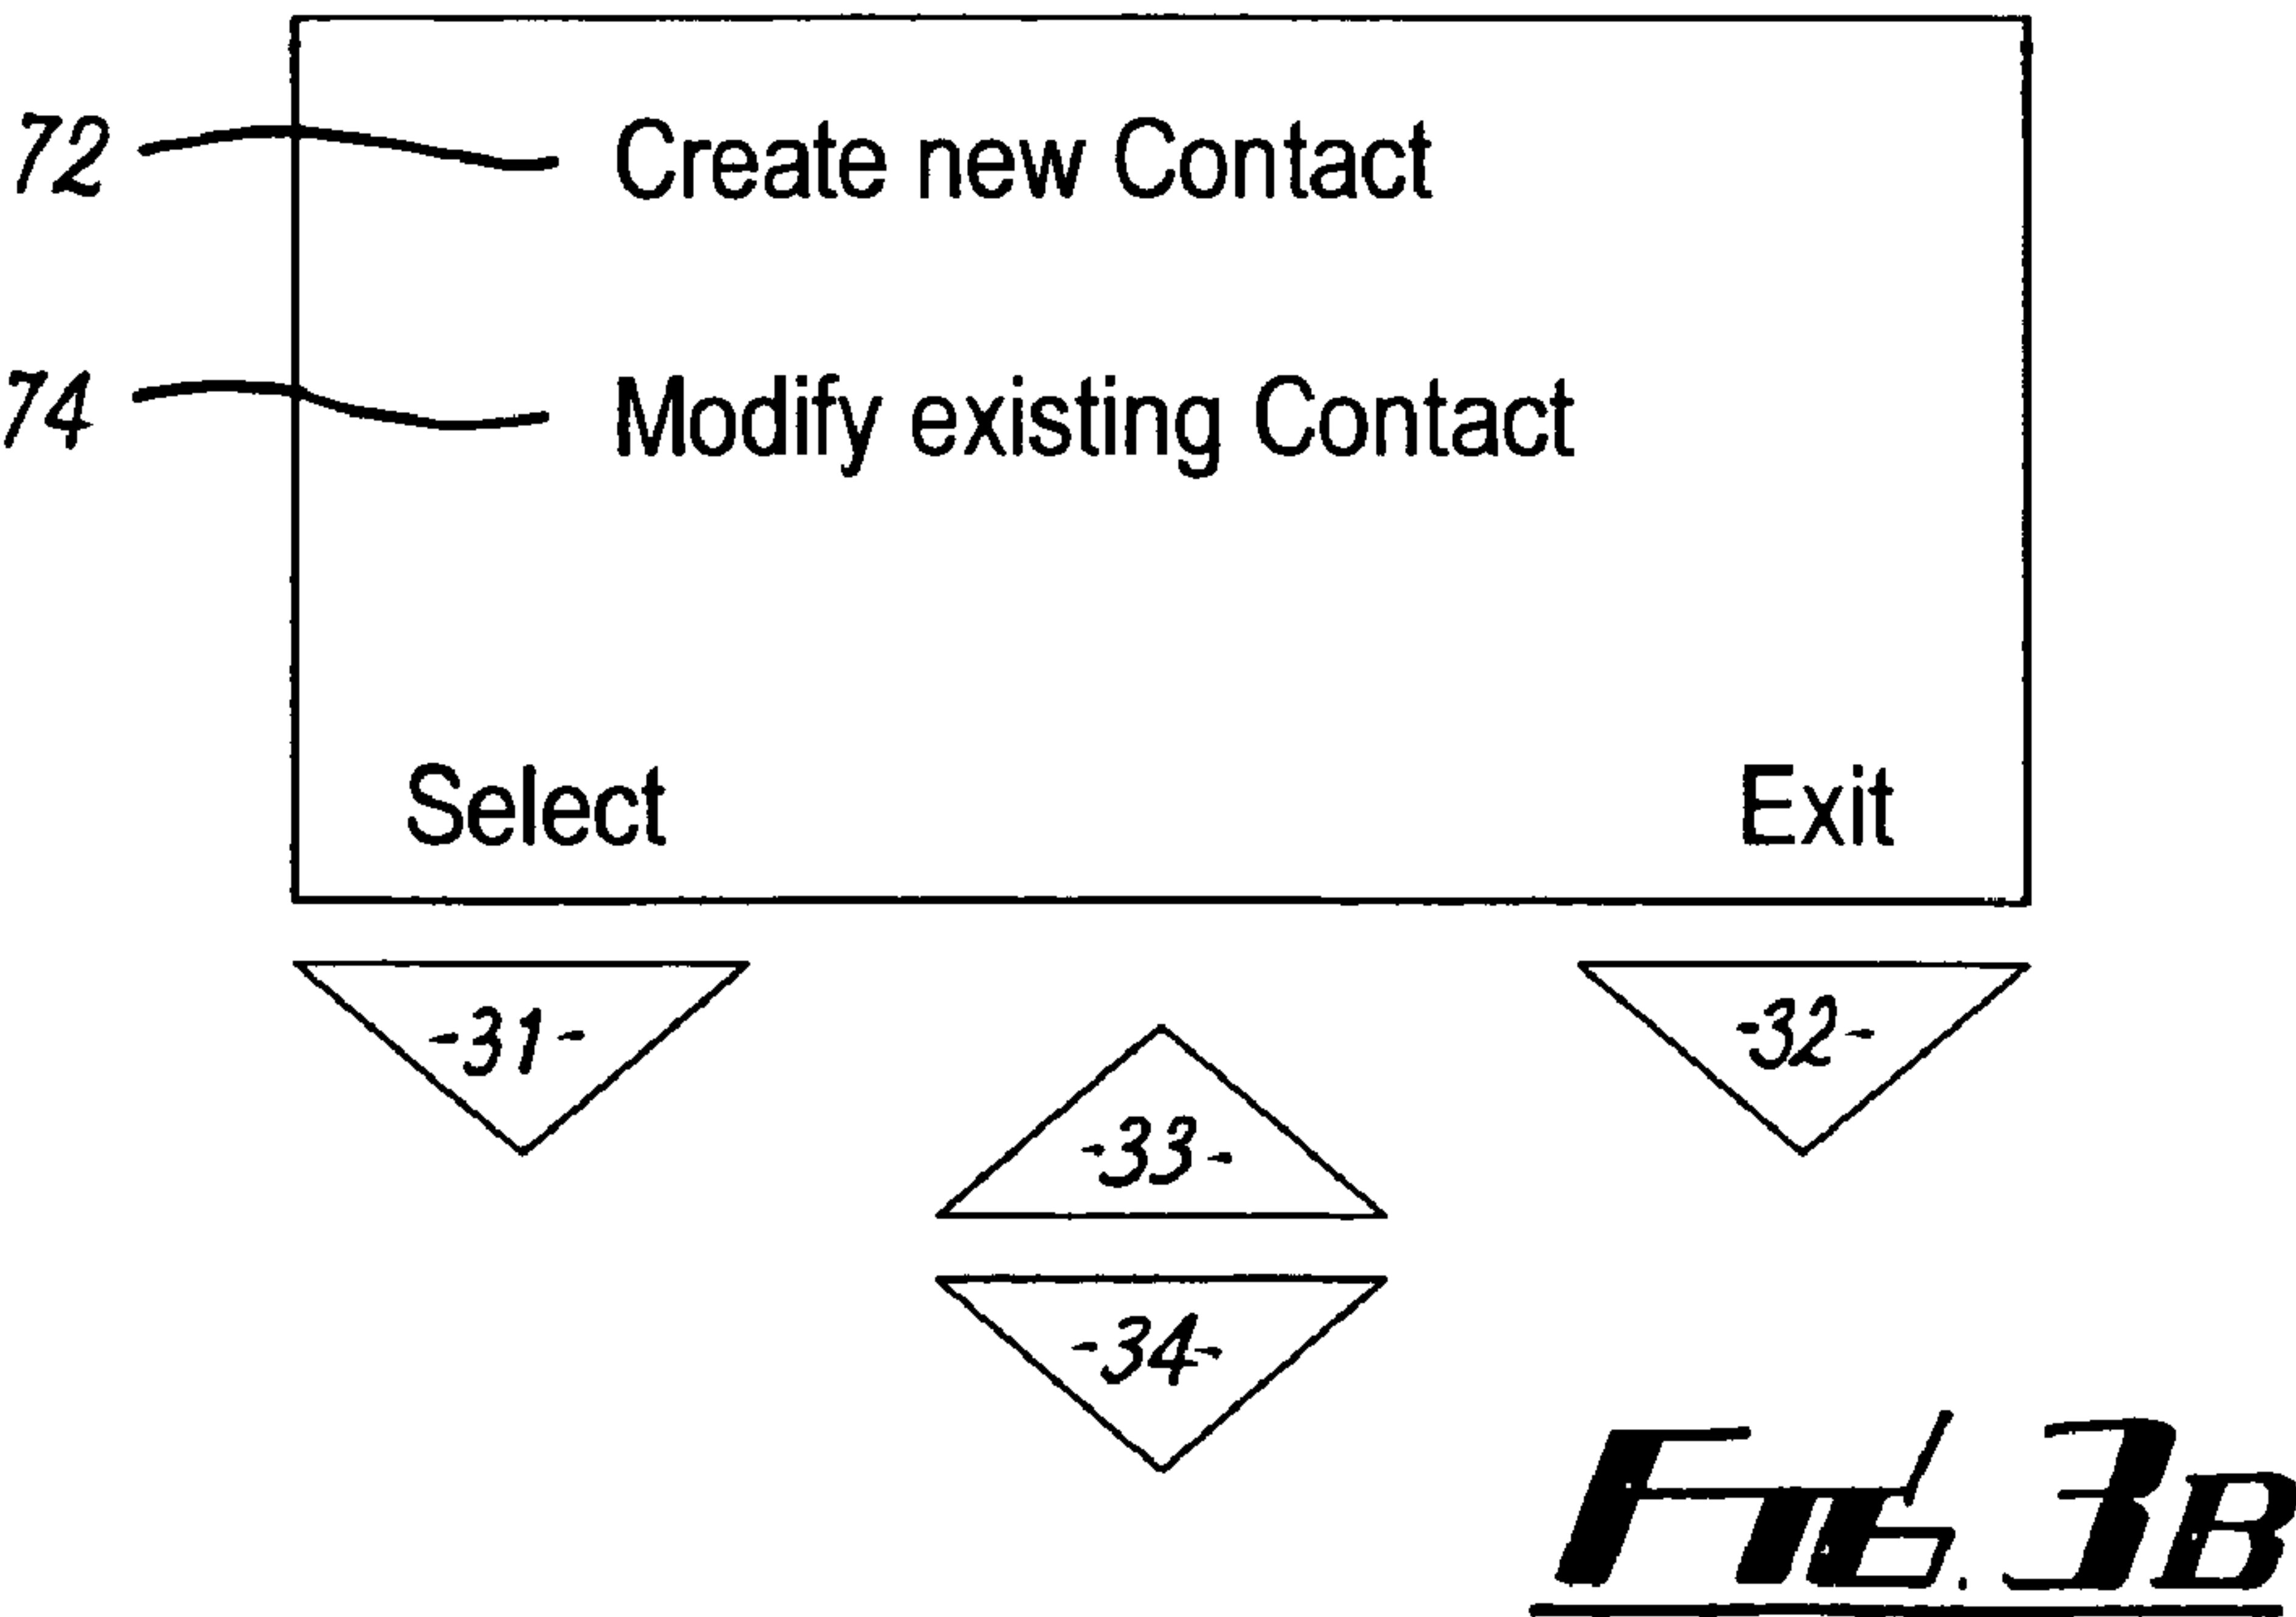 72 Create new Contact
74 Modify existing Contact
Select Exit
-31- -32-
-33-
-34-
FIG. 3B